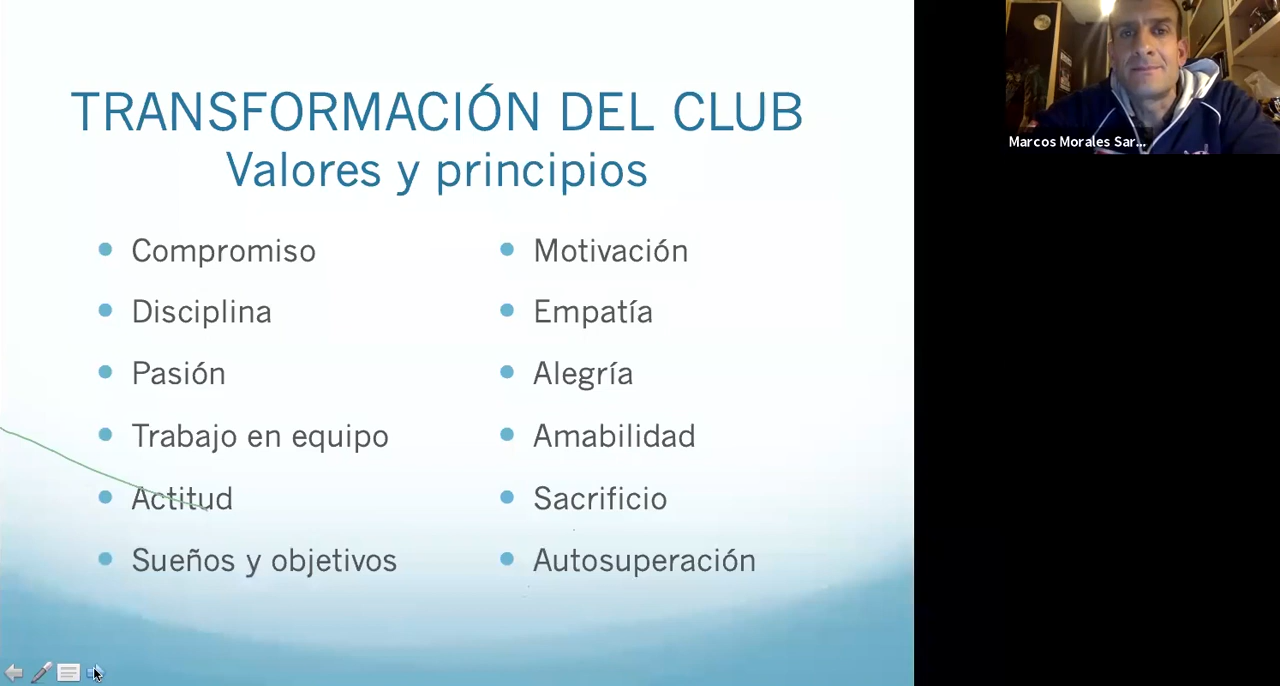 TRANSFORMACIÓN DEL CLUB
Valores y principios
Compromiso
Disciplina
Pasión
Trabajo en equipo
Actitud
Sueños y objetivos
Motivación
Empatía
Alegría
Amabilidad
Sacrificio
Autosuperación
Marcos Morales Sar...